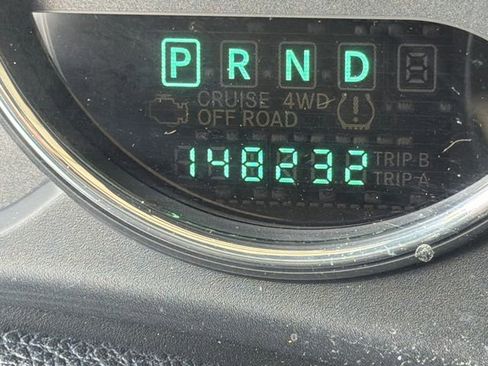 P R N D
CRUISE 4WD
OFF ROAD
TRIP B
148232
TRIP A